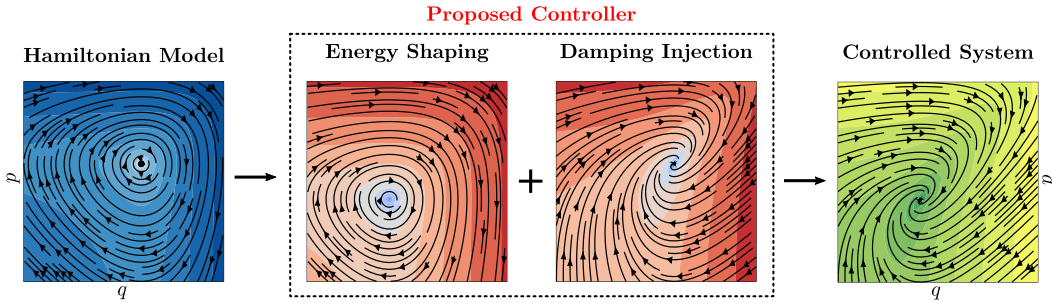 Proposed Controller
Hamiltonian Model
Energy Shaping
Damping Injection
Controlled System
p
q
+
q
p